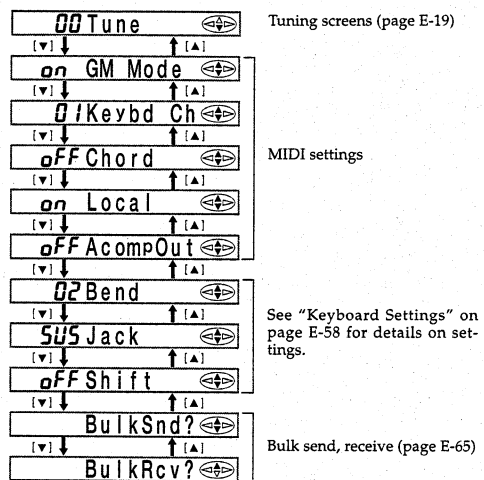 00 Tune
Tuning screens (page E-19)
[▼] [▲]
on GM Mode
[▼] [▲]
01 Keybd Ch
[▼] [▲]
oFF Chord
MIDI settings
[▼] [▲]
on Local
[▼] [▲]
oFF AcompOut
[▼] [▲]
02 Bend
[▼] [▲]
SUS Jack
See "Keyboard Settings" on
page E-58 for details on set-
tings.
[▼] [▲]
oFF Shift
[▼] [▲]
BulkSnd?
[▼] [▲]
Bulk send, receive (page E-65)
BulkRcv?